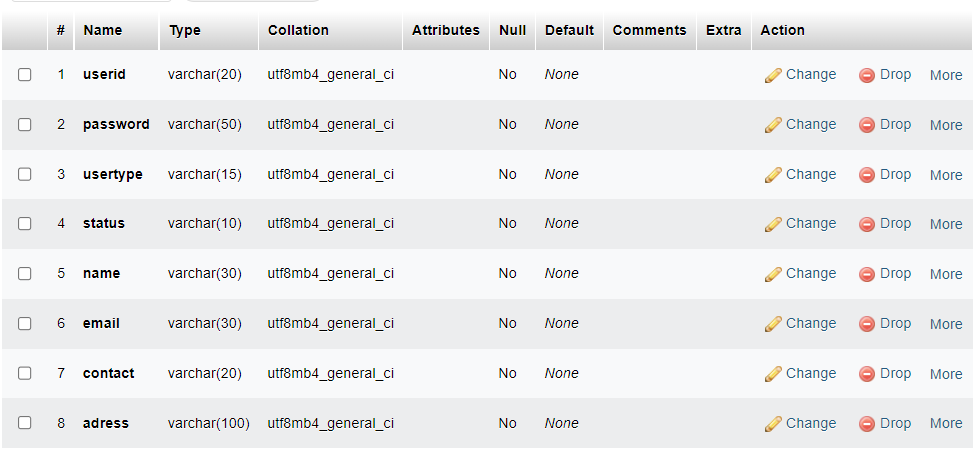 # Name Type Collation Attributes Null Default Comments Extra Action
1 userid varchar(20) utf8mb4_general_ci No None Change Drop More
2 password varchar(50) utf8mb4_general_ci No None Change Drop More
3 usertype varchar(15) utf8mb4_general_ci No None Change Drop More
4 status varchar(10) utf8mb4_general_ci No None Change Drop More
5 name varchar(30) utf8mb4_general_ci No None Change Drop More
6 email varchar(30) utf8mb4_general_ci No None Change Drop More
7 contact varchar(20) utf8mb4_general_ci No None Change Drop More
8 adress varchar(100) utf8mb4_general_ci No None Change Drop More